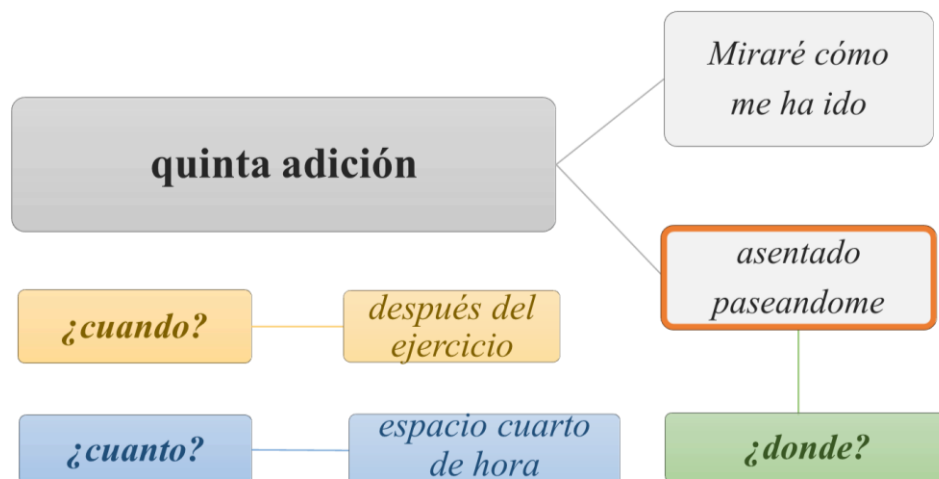 Miraré cómo
me ha ido
quinta adición
asentado
paseandome
¿cuando?
después del
ejercicio
¿cuanto?
espacio cuarto
de hora
¿donde?